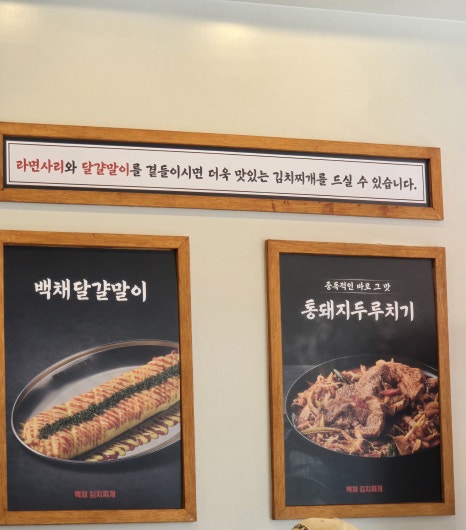 라면사리와 달걀말이를 곁들이시면 더욱 맛있는 김치찌개를 드실 수 있습니다.
백채달걀말이
백채 김치찌개
중독적인 바로 그 맛
통돼지두루치기
백채 김치찌개